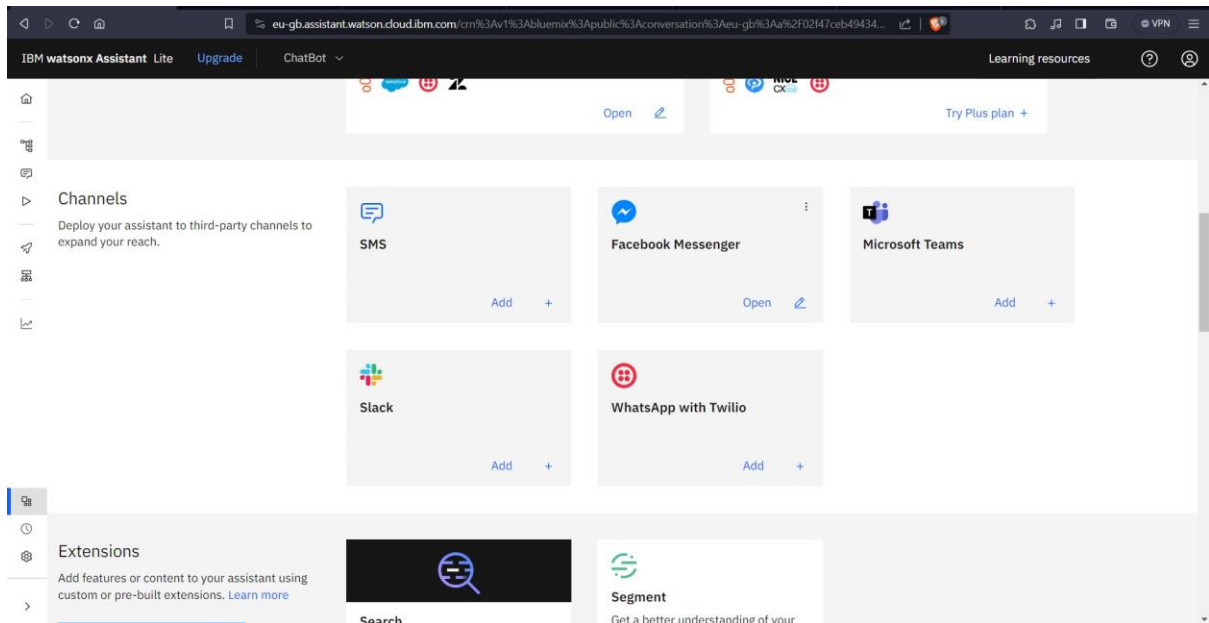 eu-gb.assistant.watson.cloud.ibm.com/crn%3Av1%3Abluemix%3Apublic%3Aconversation%3Aeu-gb%3Aa%2F02f47ceb49434...
VPN
IBM watsonx Assistant Lite Upgrade ChatBot Learning resources
NICE
CXone
Open
Try Plus plan +
Channels
Deploy your assistant to third-party channels to
expand your reach.
SMS
Add +
Facebook Messenger
Open
Microsoft Teams
Add +
Slack
Add +
WhatsApp with Twilio
Add +
Extensions
Add features or content to your assistant using
custom or pre-built extensions. Learn more
Search
Segment
Get a better understanding of your